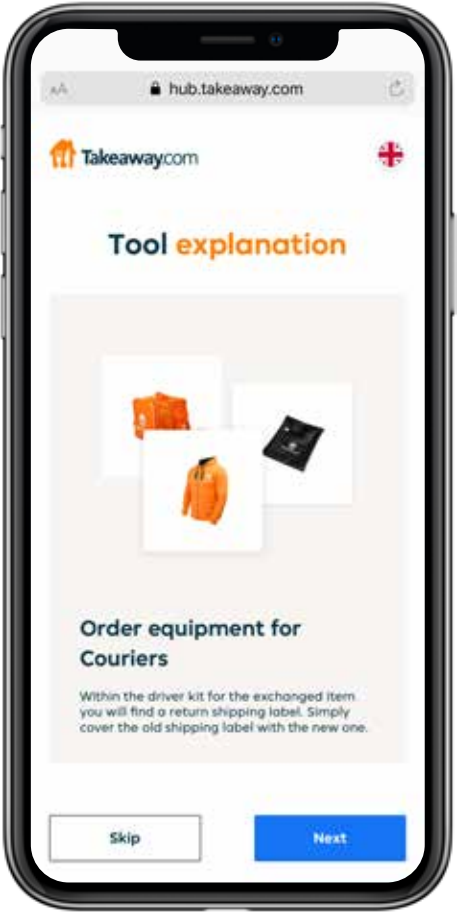 AA
hub.takeaway.com
Takeaway.com
Tool explanation
Order equipment for
Couriers
Within the driver kit for the exchanged item
you will find a return shipping label. Simply
cover the old shipping label with the new one.
Skip
Next